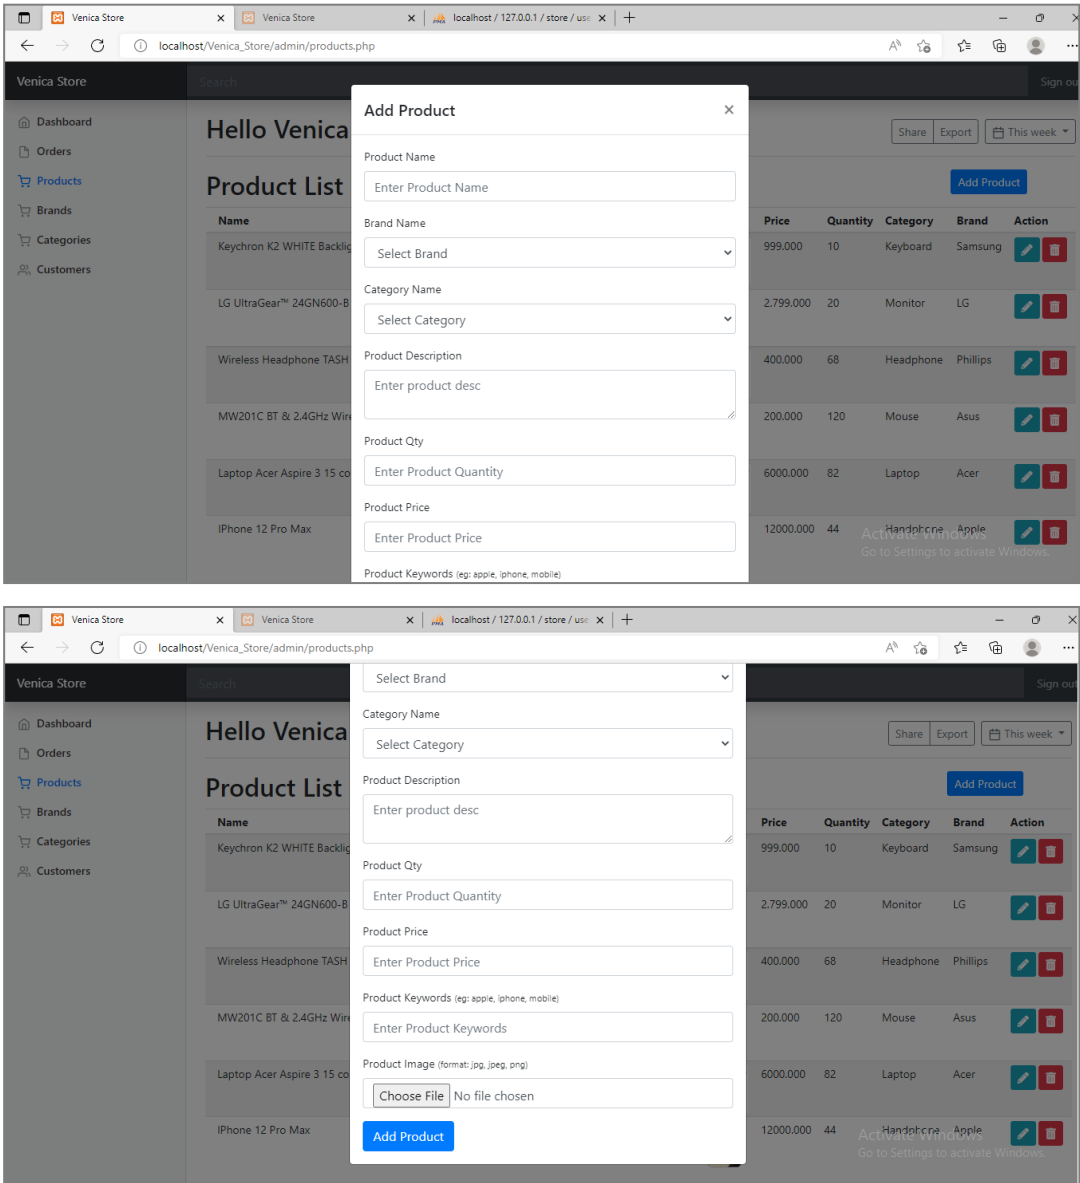 Venica Store
Venica Store
localhost / 127.0.0.1 / store / use
localhost/Venica_Store/admin/products.php
Venica Store
Search
Sign ou
Add Product
Dashboard
Orders
Products
Brands
Categories
Customers
Hello Venica
Share Export This week
Product List
Add Product
Product Name
Enter Product Name
Brand Name
Select Brand
Category Name
Select Category
Product Description
Enter product desc
Product Qty
Enter Product Quantity
Product Price
Enter Product Price
Product Keywords (eg: apple, iphone, mobile)
Name Price Quantity Category Brand Action
Keychron K2 WHITE Backlig 999.000 10 Keyboard Samsung
LG UltraGear™ 24GN600-B 2.799.000 20 Monitor LG
Wireless Headphone TASH 400.000 68 Headphone Phillips
MW201C BT & 2.4GHz Wire 200.000 120 Mouse Asus
Laptop Acer Aspire 3 15 co 6000.000 82 Laptop Acer
IPhone 12 Pro Max 12000.000 44 Handphone Apple
Activate Windows
Go to Settings to activate Windows.
Venica Store
Venica Store
localhost / 127.0.0.1 / store / use
localhost/Venica_Store/admin/products.php
Venica Store
Search
Sign out
Dashboard
Orders
Products
Brands
Categories
Customers
Hello Venica
Share Export This week
Product List
Add Product
Select Brand
Category Name
Select Category
Product Description
Enter product desc
Product Qty
Enter Product Quantity
Product Price
Enter Product Price
Product Keywords (eg: apple, iphone, mobile)
Enter Product Keywords
Product Image (format: jpg, jpeg, png)
Choose File No file chosen
Add Product
Name Price Quantity Category Brand Action
Keychron K2 WHITE Backlig 999.000 10 Keyboard Samsung
LG UltraGear™ 24GN600-B 2.799.000 20 Monitor LG
Wireless Headphone TASH 400.000 68 Headphone Phillips
MW201C BT & 2.4GHz Wire 200.000 120 Mouse Asus
Laptop Acer Aspire 3 15 co 6000.000 82 Laptop Acer
IPhone 12 Pro Max 12000.000 44 Handphone Apple
Activate Windows
Go to Settings to activate Windows.